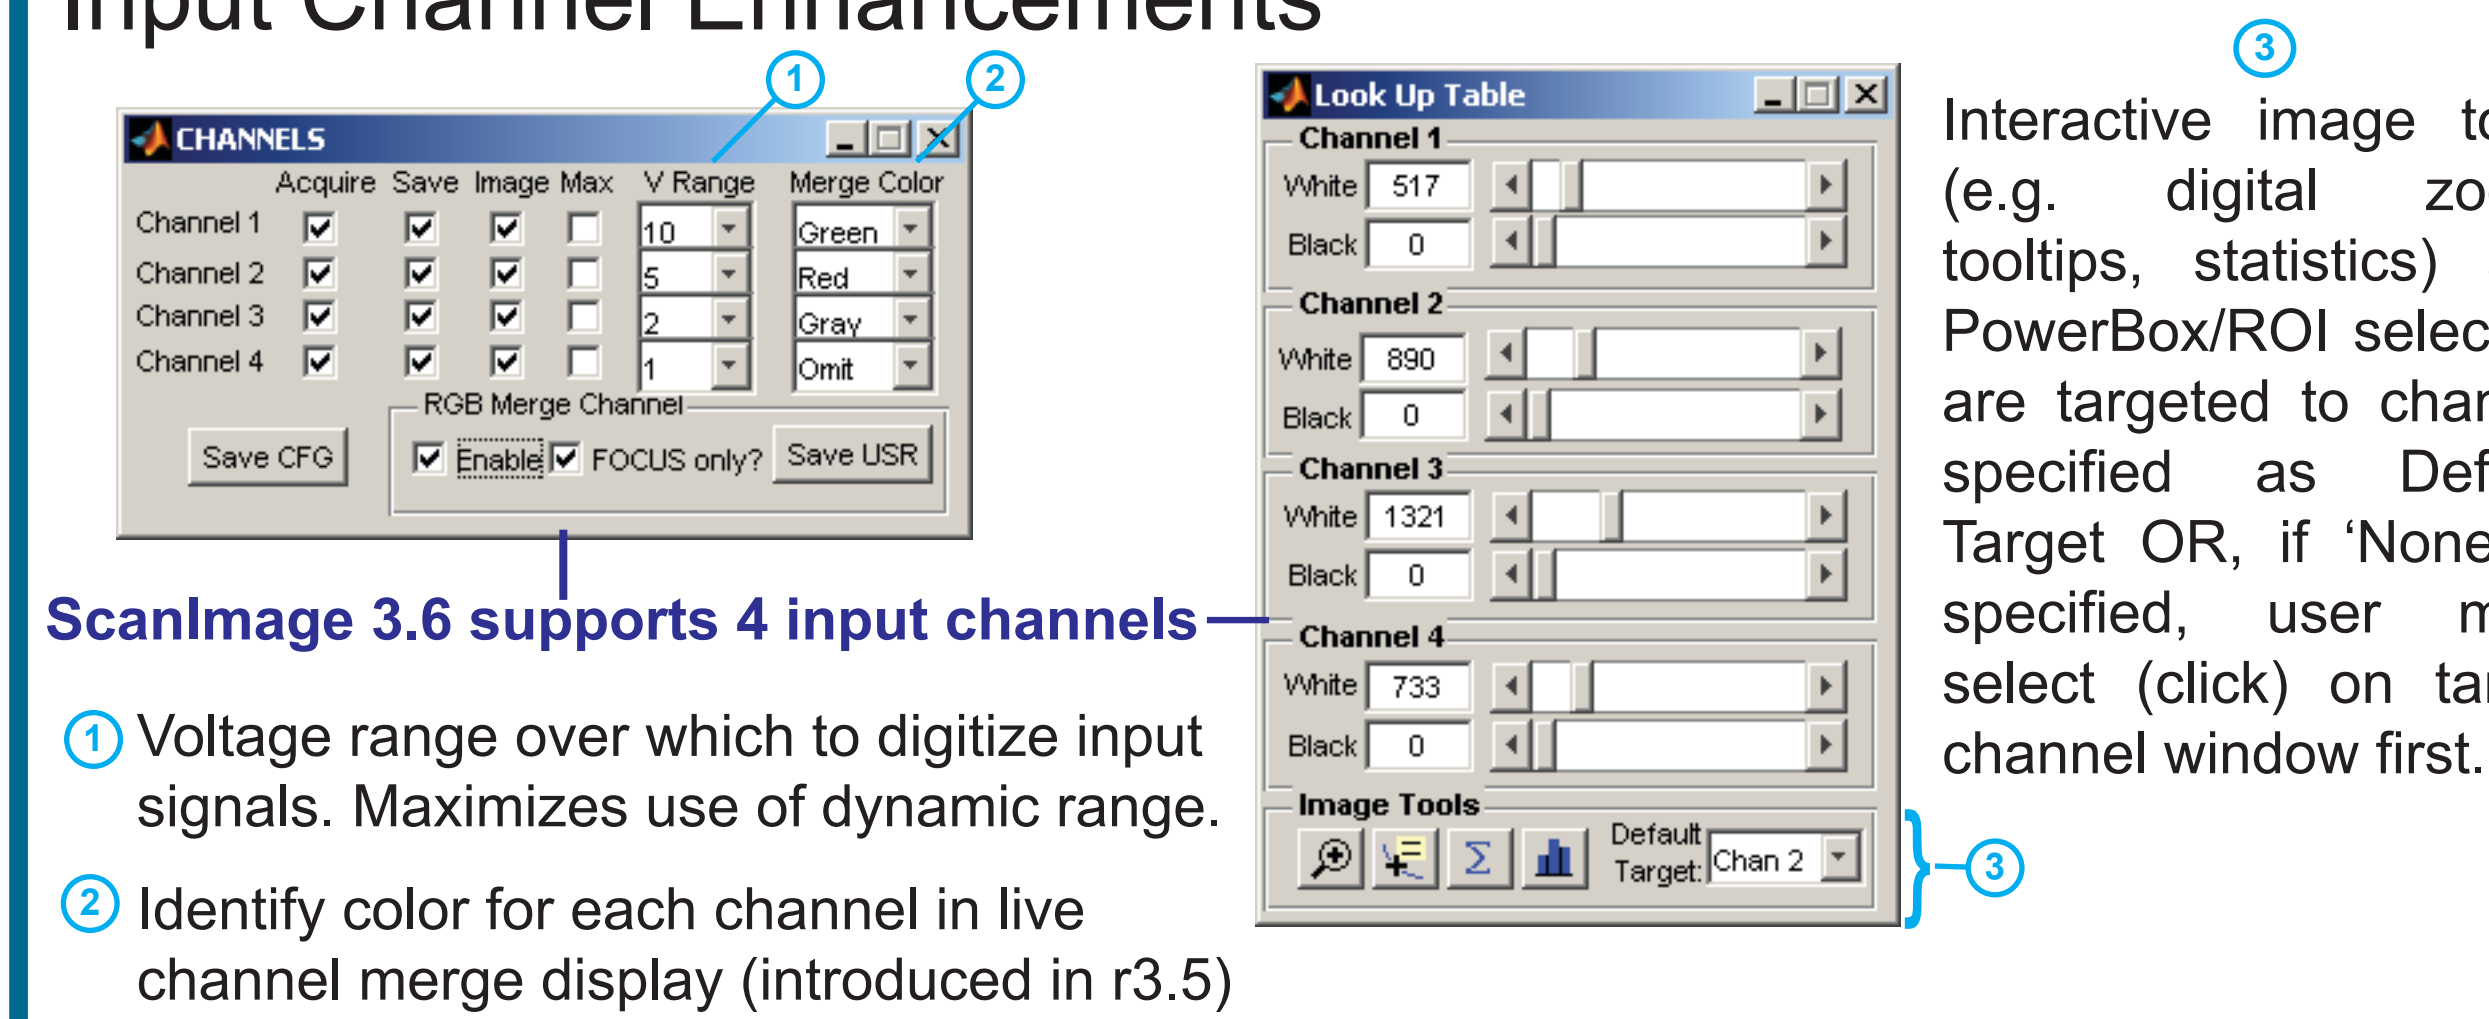 Input Channel Enhancements
1
2
CHANNELS
Acquire Save Image Max V Range Merge Color
Channel 1 10 Green
Channel 2 5 Red
Channel 3 2 Gray
Channel 4 1 Omit
RGB Merge Channel
Save CFG Enable FOCUS only? Save USR
ScanImage 3.6 supports 4 input channels
1 Voltage range over which to digitize input
signals. Maximizes use of dynamic range.
2 Identify color for each channel in live
channel merge display (introduced in r3.5)
Look Up Table
Channel 1
White 517
Black 0
Channel 2
White 890
Black 0
Channel 3
White 1321
Black 0
Channel 4
White 733
Black 0
Image Tools
Default
Target: Chan 2
3
3
Interactive image
(e.g. digital
tooltips, statistics)
PowerBox/ROI
are targeted to
specified as
Target OR, if ‘None
specified, user
select (click) on
channel window first.